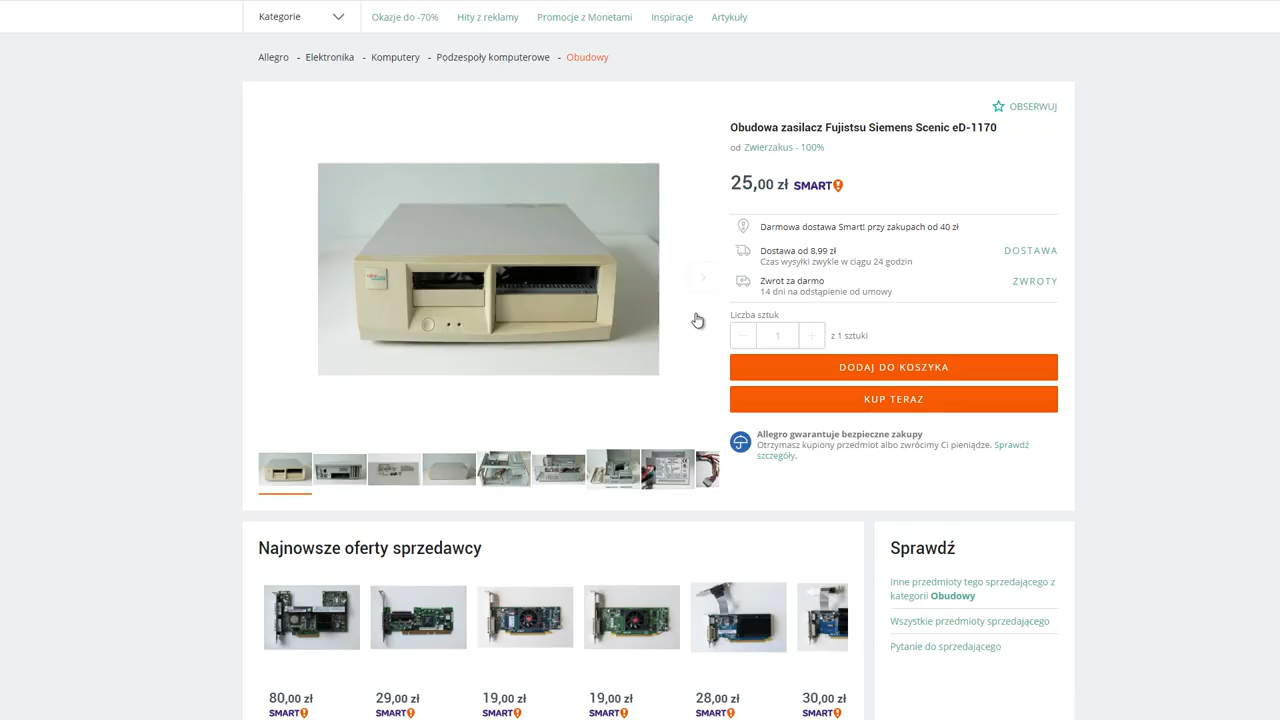 Kategorie
Okazje do -70%
Hity z reklamy
Promocje z Monetami
Inspiracje
Artykuły
Allegro - Elektronika - Komputery - Podzespoły komputerowe - Obudowy
OBSERWUJ
Obudowa zasilacz Fujistsu Siemens Scenic eD-1170
od Zwierzakus - 100%
25,00 zł SMART!
Darmowa dostawa Smart! przy zakupach od 40 zł
Dostawa od 8,99 zł
DOSTAWA
Czas wysyłki zwykle w ciągu 24 godzin
Zwrot za darmo
ZWROTY
14 dni na odstąpienie od umowy
Liczba sztuk
— 1 + z 1 sztuki
DODAJ DO KOSZYKA
KUP TERAZ
Allegro gwarantuje bezpieczne zakupy
Otrzymasz kupiony przedmiot albo zwrócimy Ci pieniądze. Sprawdź
szczegóły.
Najnowsze oferty sprzedawcy
80,00 zł
SMART!
29,00 zł
SMART!
19,00 zł
SMART!
19,00 zł
SMART!
28,00 zł
SMART!
30,00 zł
SMART!
Sprawdź
Inne przedmioty tego sprzedającego z
kategorii Obudowy
Wszystkie przedmioty sprzedającego
Pytanie do sprzedającego